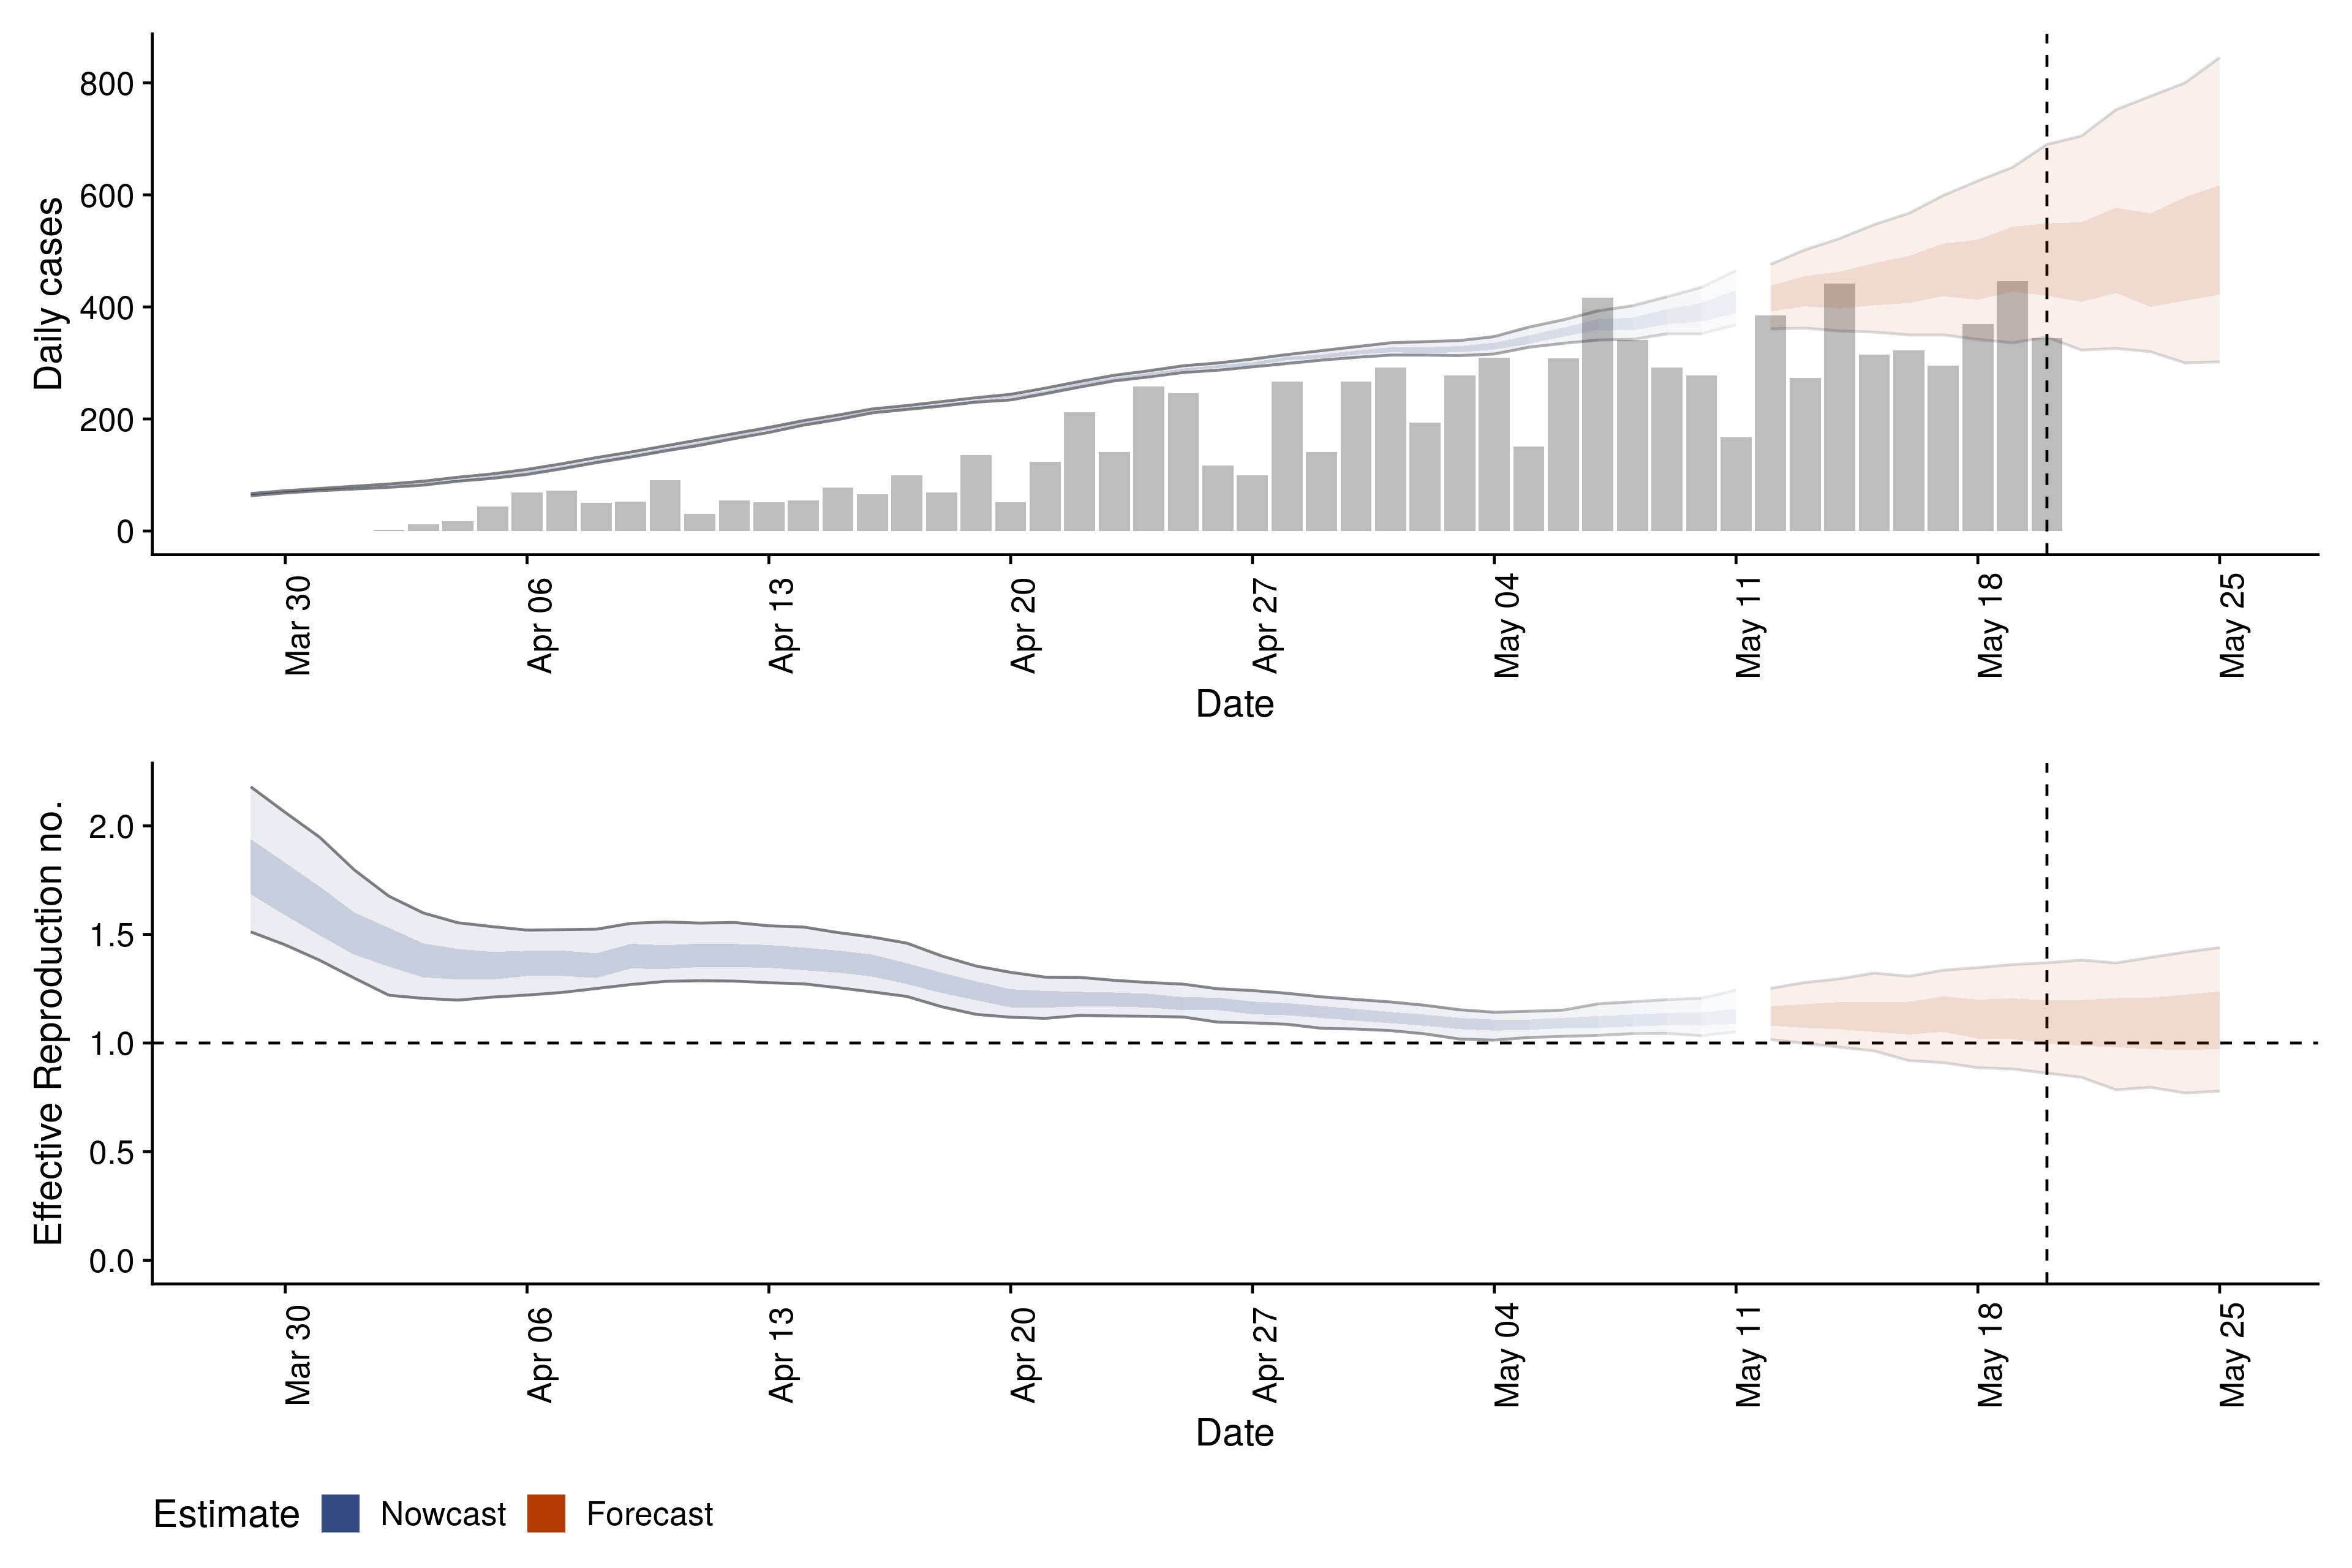 Daily cases
800
600
400
200
0
Mar 30
Apr 06
Apr 13
Apr 20
Apr 27
May 04
May 11
May 18
May 25
Date
Effective Reproduction no.
2.0
1.5
1.0
0.5
0.0
Mar 30
Apr 06
Apr 13
Apr 20
Apr 27
May 04
May 11
May 18
May 25
Date
Estimate Nowcast Forecast